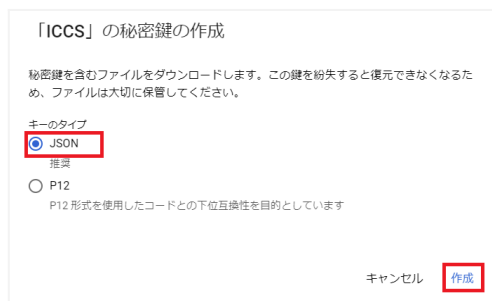 「ICCS」の秘密鍵の作成
秘密鍵を含むファイルをダウンロードします。この鍵を紛失すると復元できなくなるた
め、ファイルは大切に保管してください。
キーのタイプ
JSON
推奨
P12
P12 形式を使用したコードとの下位互換性を目的としています
キャンセル 作成